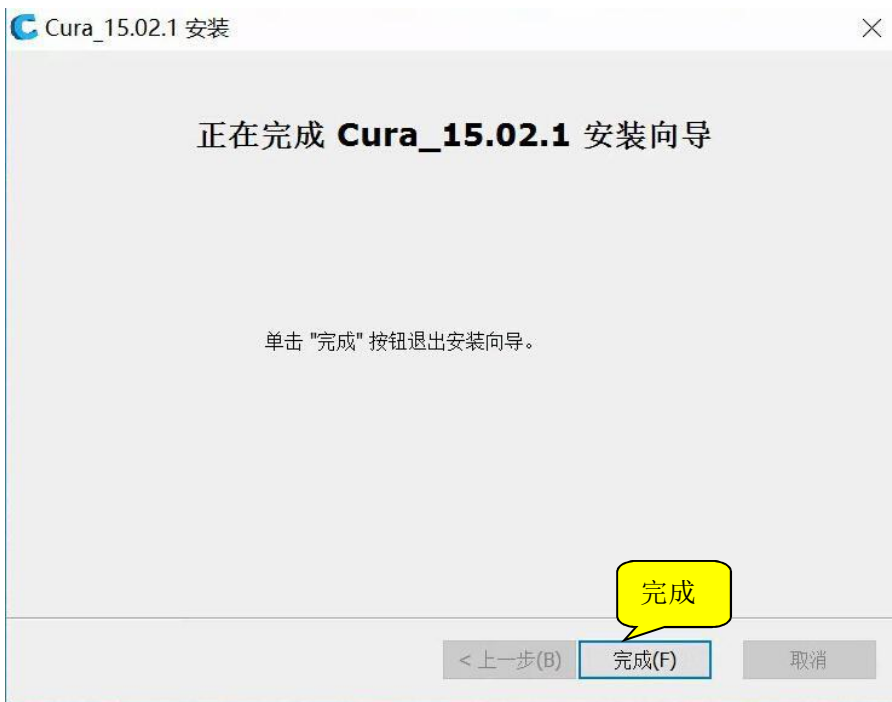 Cura_15.02.1 安装
正在完成 Cura_15.02.1 安装向导
单击 "完成" 按钮退出安装向导。
完成
< 上一步(B) 完成(F) 取消